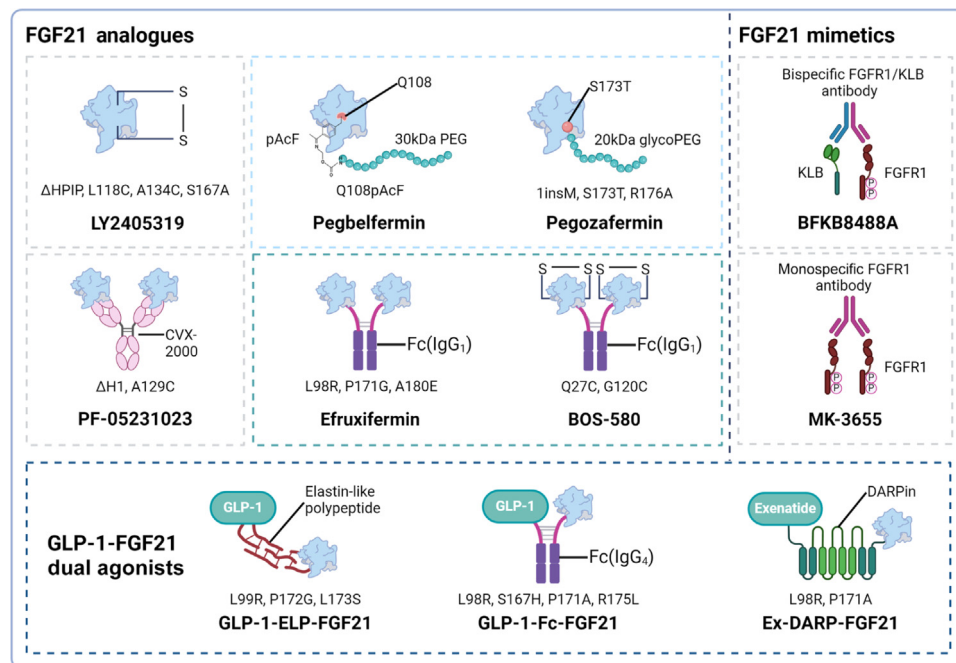 FGF21 analogues
FGF21 mimetics
S
S
ΔHPIP, L118C, A134C, S167A
LY2405319
Q108
pAcF
30kDa PEG
Q108pAcF
Pegbelfermin
S173T
20kDa glycoPEG
1insM, S173T, R176A
Pegozafermin
Bispecific FGFR1/KLB
antibody
KLB
FGFR1
P
P
BFKB8488A
CVX-
2000
ΔH1, A129C
PF-05231023
Fc(IgG₁)
L98R, P171G, A180E
Efruxifermin
S S S S
Fc(IgG₁)
Q27C, G120C
BOS-580
Monospecific FGFR1
antibody
FGFR1
P P
P P
MK-3655
GLP-1-FGF21
dual agonists
GLP-1
Elastin-like
polypeptide
L99R, P172G, L173S
GLP-1-ELP-FGF21
GLP-1
Fc(IgG₄)
L98R, S167H, P171A, R175L
GLP-1-Fc-FGF21
Exenatide
DARPin
L98R, P171A
Ex-DARP-FGF21